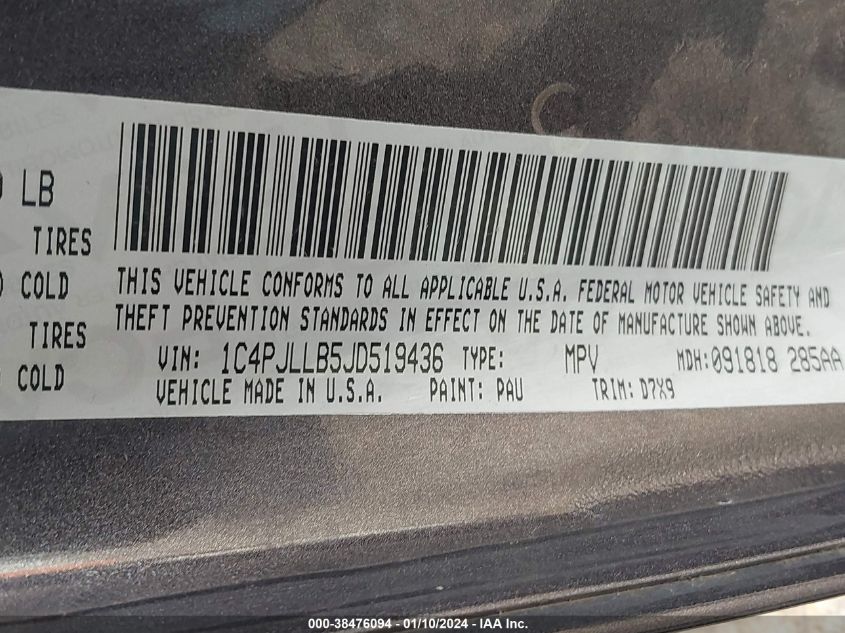 LB
TIRES
COLD
TIRES
COLD
THIS VEHICLE CONFORMS TO ALL APPLICABLE U.S.A. FEDERAL MOTOR VEHICLE SAFETY AND
THEFT PREVENTION STANDARDS IN EFFECT ON THE DATE OF MANUFACTURE SHOWN ABOVE.
VIN: 1C4PJLLB5JD519436 TYPE: MPV MDH:091818 285AA
VEHICLE MADE IN U.S.A. PAINT: PAU TRIM: D7X9
000-38476094 - 01/10/2024 - IAA Inc.